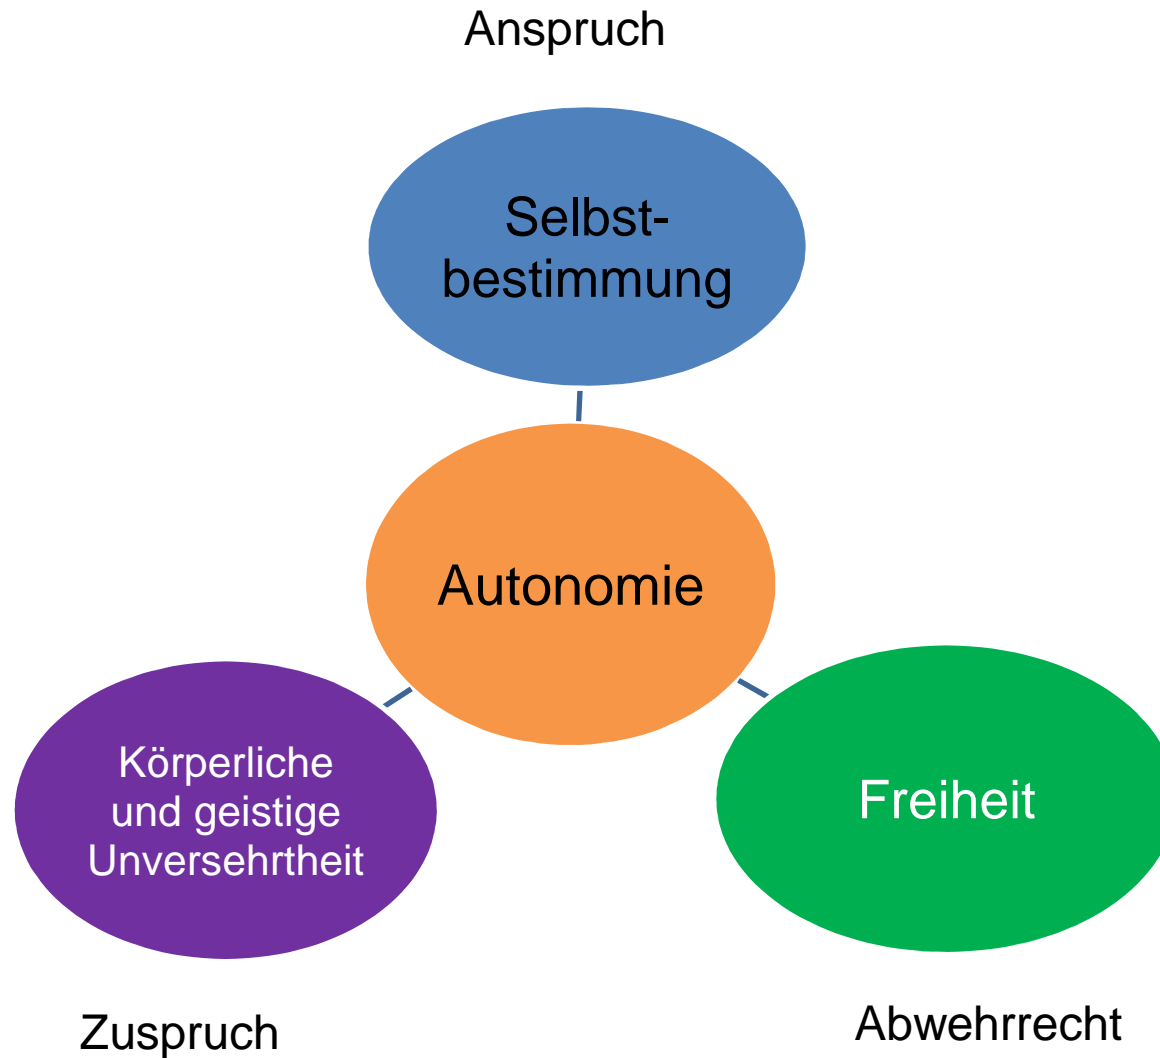 Anspruch
Selbst-
bestimmung
Autonomie
Körperliche
und geistige
Unversehrtheit
Freiheit
Zuspruch
Abwehrrecht